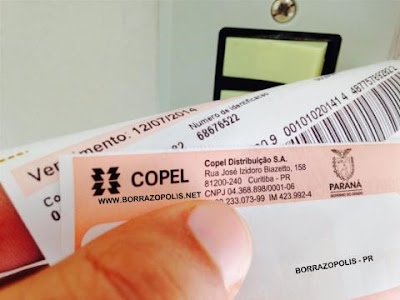 Vencimento: 12/07/2014
Número de identificação
68676522
00101020141 4
COPEL
WWW.BORRAZOPOLIS.NET
Copel Distribuição S.A.
Rua José Izidoro Biazetto, 158
81200-240 Curitiba - PR
CNPJ 04.368.898/0001-06
233.073-99 IM 423.992-4
PARANÁ
BORRAZOPOLIS - PR